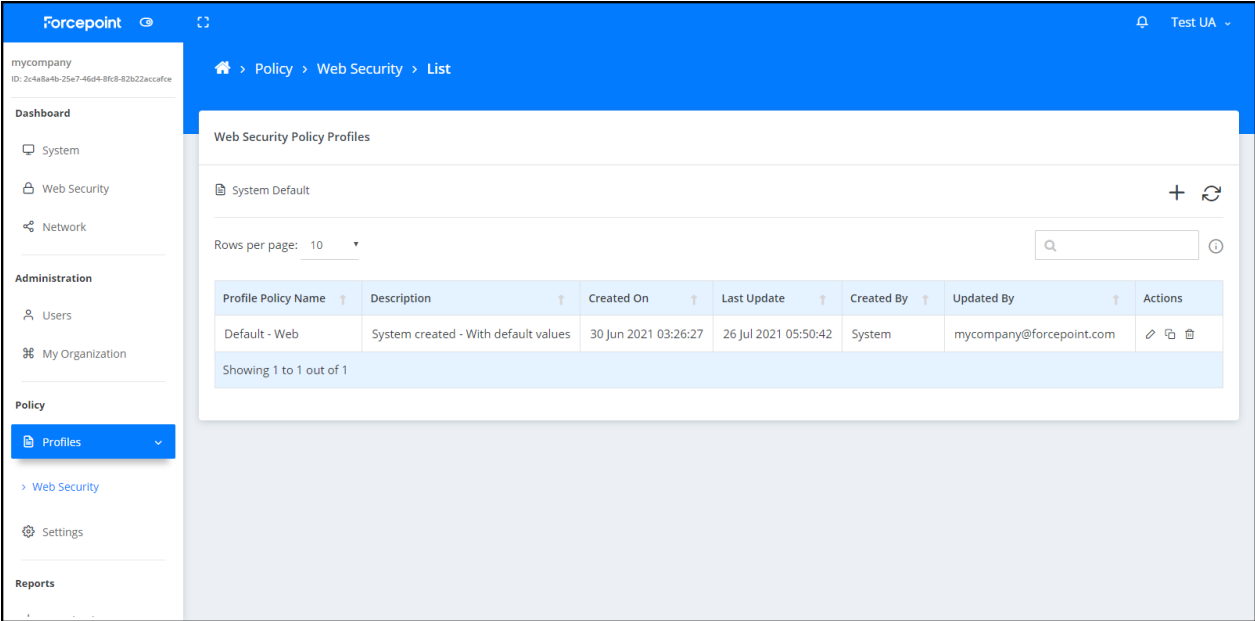 Forcepoint
Test UA
mycompany
ID: 2c4a8a4b-25e7-46d4-8fc8-82b22accafce
Dashboard
System
Web Security
Network
Administration
Users
My Organization
Policy
Profiles
> Web Security
Settings
Reports
> Policy > Web Security > List
Web Security Policy Profiles
System Default
Rows per page: 10
Profile Policy Name Description Created On Last Update Created By Updated By Actions
Default - Web System created - With default values 30 Jun 2021 03:26:27 26 Jul 2021 05:50:42 System mycompany@forcepoint.com
Showing 1 to 1 out of 1